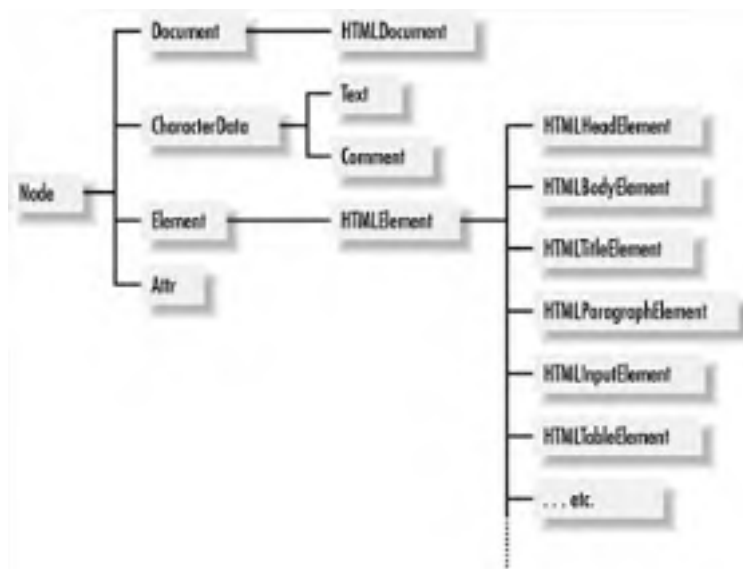 Document
HTMLDocument
CharacterData
Text
Comment
Node
Element
HTMLElement
Attr
HTMLHeadElement
HTMLBodyElement
HTMLTitleElement
HTMLParagraphElement
HTMLInputElement
HTMLTableElement
. . . etc.